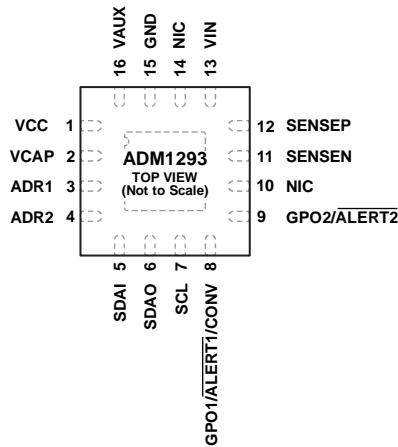 16 VAUX
15 GND
14 NIC
13 VIN
VCC 1
VCAP 2
ADR1 3
ADR2 4
ADM1293
TOP VIEW
(Not to Scale)
12 SENSEP
11 SENSEN
10 NIC
9 GPO2/ALERT2
SDAI 5
SDAO 6
SCL 7
GPO1/ALERT1/CONV 8